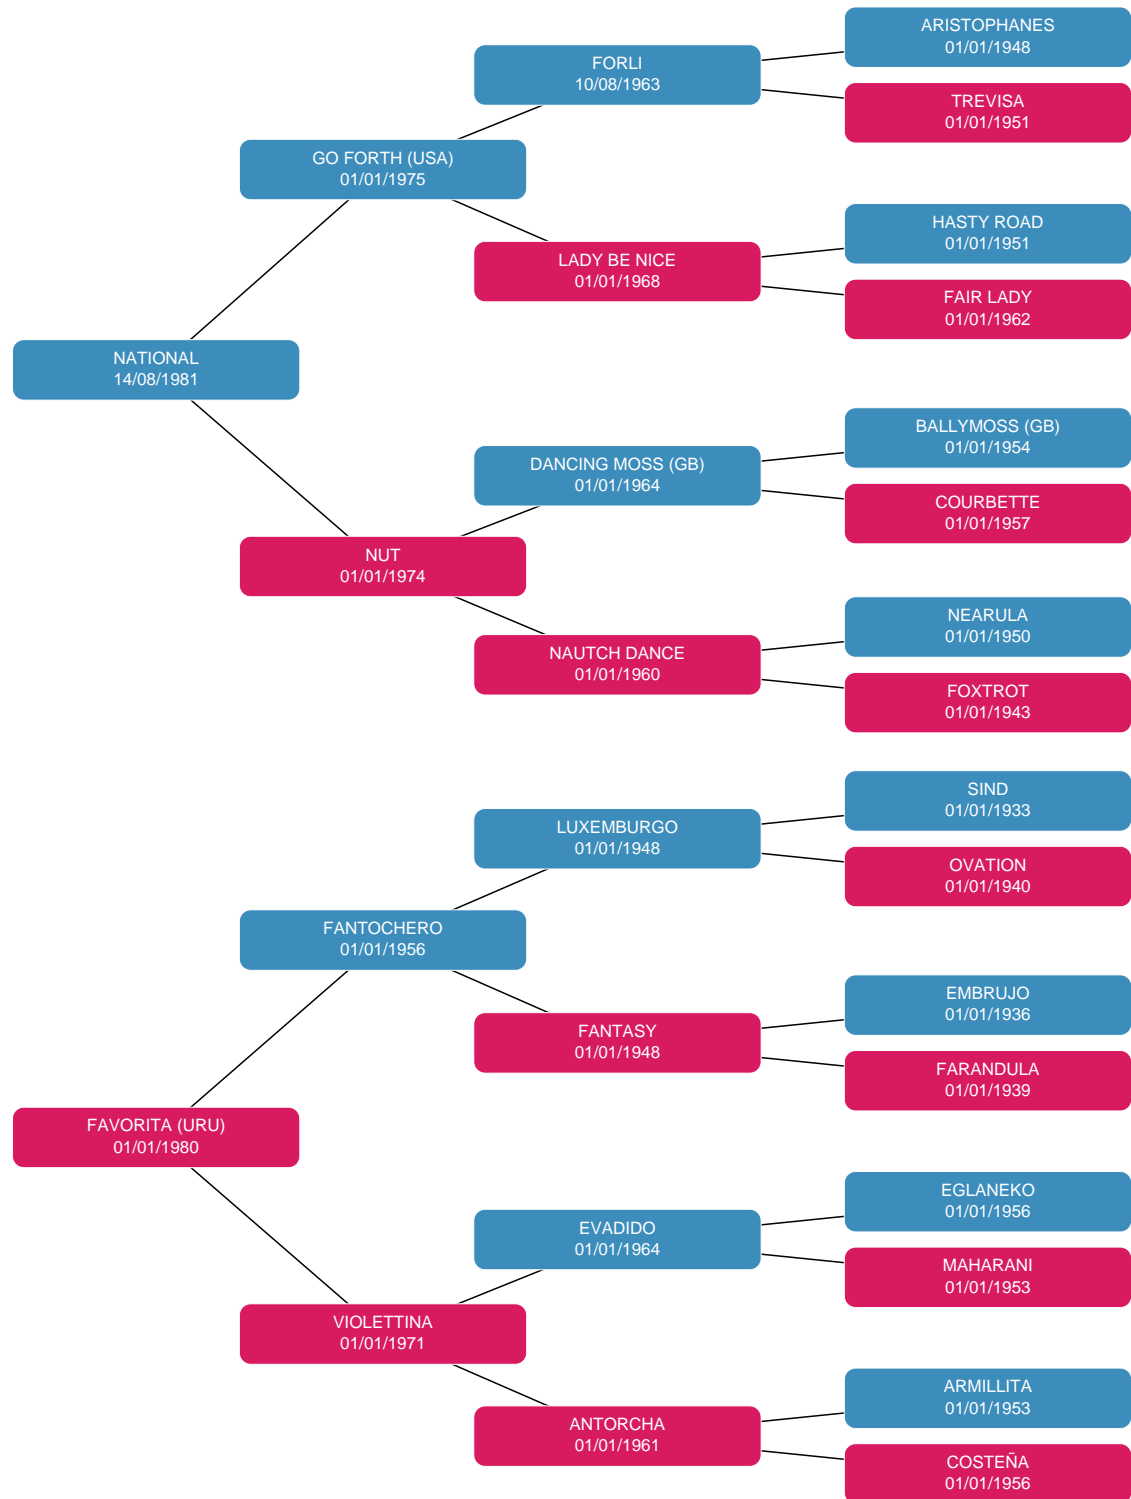 ARISTOPHANES
01/01/1948
FORLI
10/08/1963
TREVISA
01/01/1951
GO FORTH (USA)
01/01/1975
HASTY ROAD
01/01/1951
LADY BE NICE
01/01/1968
FAIR LADY
01/01/1962
NATIONAL
14/08/1981
BALLYMOSS (GB)
01/01/1954
DANCING MOSS (GB)
01/01/1964
COURBETTE
01/01/1957
NUT
01/01/1974
NEARULA
01/01/1950
NAUTCH DANCE
01/01/1960
FOXTROT
01/01/1943
SIND
01/01/1933
LUXEMBURGO
01/01/1948
OVATION
01/01/1940
FANTOCHERO
01/01/1956
EMBRUJO
01/01/1936
FANTASY
01/01/1948
FARANDULA
01/01/1939
FAVORITA (URU)
01/01/1980
EGLANEKO
01/01/1956
EVADIDO
01/01/1964
MAHARANI
01/01/1953
VIOLETTINA
01/01/1971
ARMILLITA
01/01/1953
ANTORCHA
01/01/1961
COSTEÑA
01/01/1956